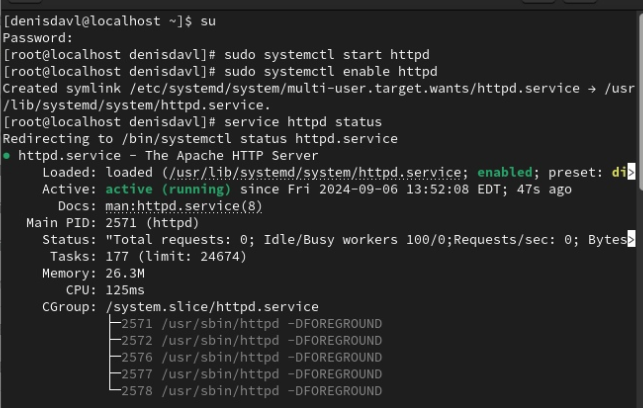 [denisdavl@localhost ~]$ su
Password:
[root@localhost denisdavl]# sudo systemctl start httpd
[root@localhost denisdavl]# sudo systemctl enable httpd
Created symlink /etc/systemd/system/multi-user.target.wants/httpd.service → /usr
/lib/systemd/system/httpd.service.
[root@localhost denisdavl]# service httpd status
Redirecting to /bin/systemctl status httpd.service
● httpd.service - The Apache HTTP Server
     Loaded: loaded (/usr/lib/systemd/system/httpd.service; enabled; preset: di>
     Active: active (running) since Fri 2024-09-06 13:52:08 EDT; 47s ago
       Docs: man:httpd.service(8)
   Main PID: 2571 (httpd)
     Status: "Total requests: 0; Idle/Busy workers 100/0;Requests/sec: 0; Bytes>
      Tasks: 177 (limit: 24674)
     Memory: 26.3M
        CPU: 125ms
     CGroup: /system.slice/httpd.service
             ├─2571 /usr/sbin/httpd -DFOREGROUND
             ├─2572 /usr/sbin/httpd -DFOREGROUND
             ├─2576 /usr/sbin/httpd -DFOREGROUND
             ├─2577 /usr/sbin/httpd -DFOREGROUND
             └─2578 /usr/sbin/httpd -DFOREGROUND